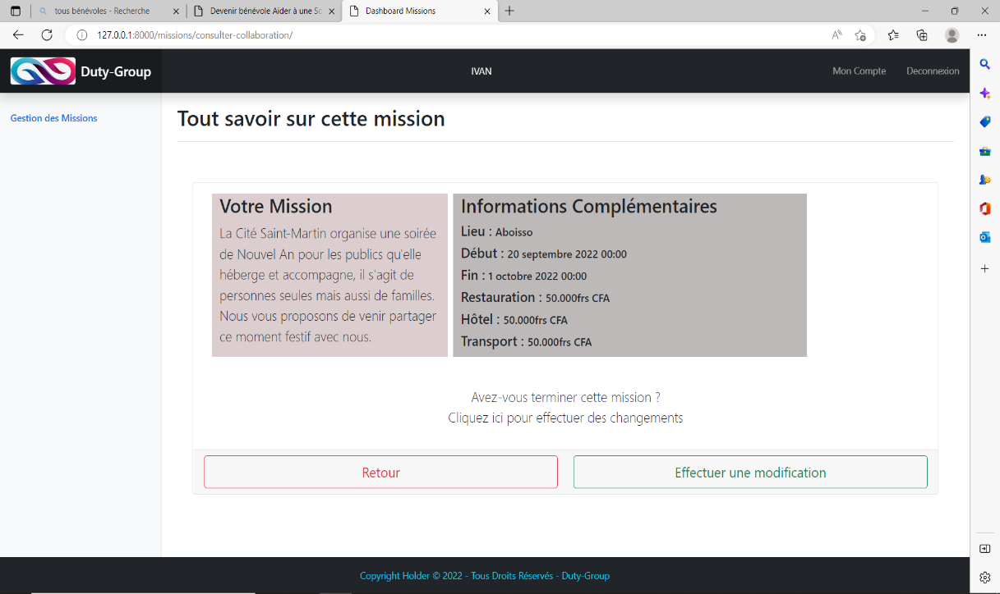 tous bénévoles - Recherche
Devenir bénévole Aider à une So
Dashboard Missions
127.0.0.1:8000/missions/consulter-collaboration/
Duty-Group
IVAN
Mon Compte
Deconnexion
Gestion des Missions
Tout savoir sur cette mission
Votre Mission
La Cité Saint-Martin organise une soirée
de Nouvel An pour les publics qu'elle
héberge et accompagne, il s'agit de
personnes seules mais aussi de familles.
Nous vous proposons de venir partager
ce moment festif avec nous.
Informations Complémentaires
Lieu : Aboisso
Début : 20 septembre 2022 00:00
Fin : 1 octobre 2022 00:00
Restauration : 50.000frs CFA
Hôtel : 50.000frs CFA
Transport : 50.000frs CFA
Avez-vous terminer cette mission ?
Cliquez ici pour effectuer des changements
Retour
Effectuer une modification
Copyright Holder © 2022 - Tous Droits Réservés - Duty-Group